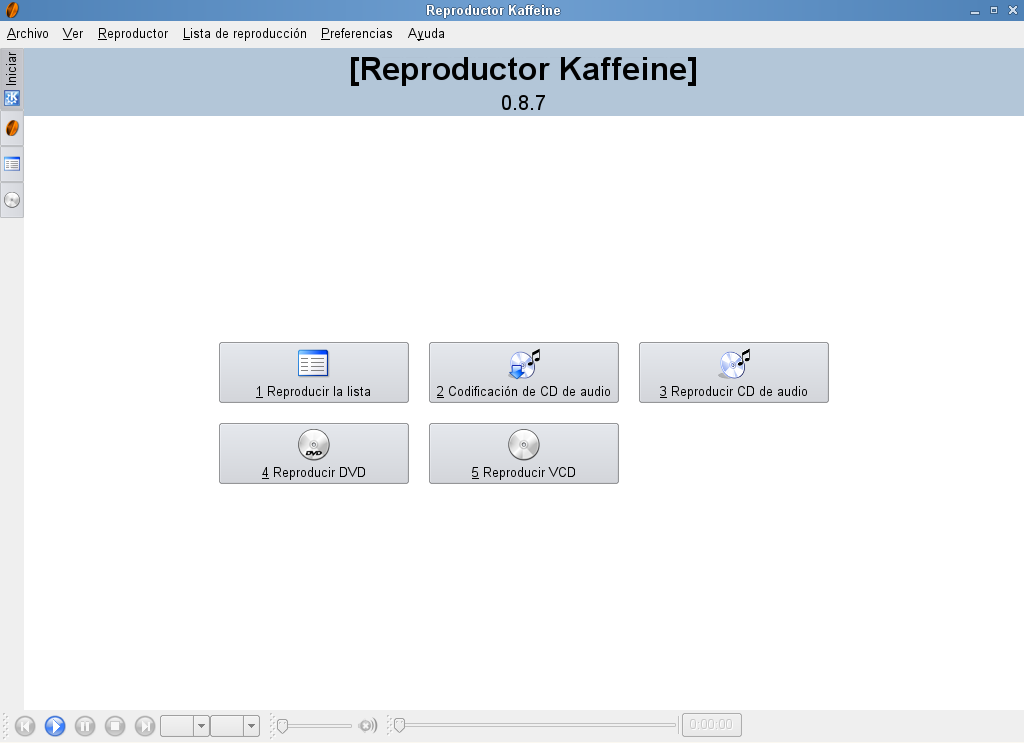 Reproductor Kaffeine
Archivo Ver Reproductor Lista de reproducción Preferencias Ayuda
Iniciar
[Reproductor Kaffeine]
0.8.7
1 Reproducir la lista
2 Codificación de CD de audio
3 Reproducir CD de audio
DVD
4 Reproducir DVD
5 Reproducir VCD
0:00:00